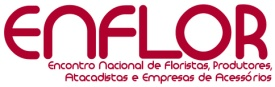 ENFLOR
Encontro Nacional de Floristas, Produtores,
Atacadistas e Empresas de Acessórios